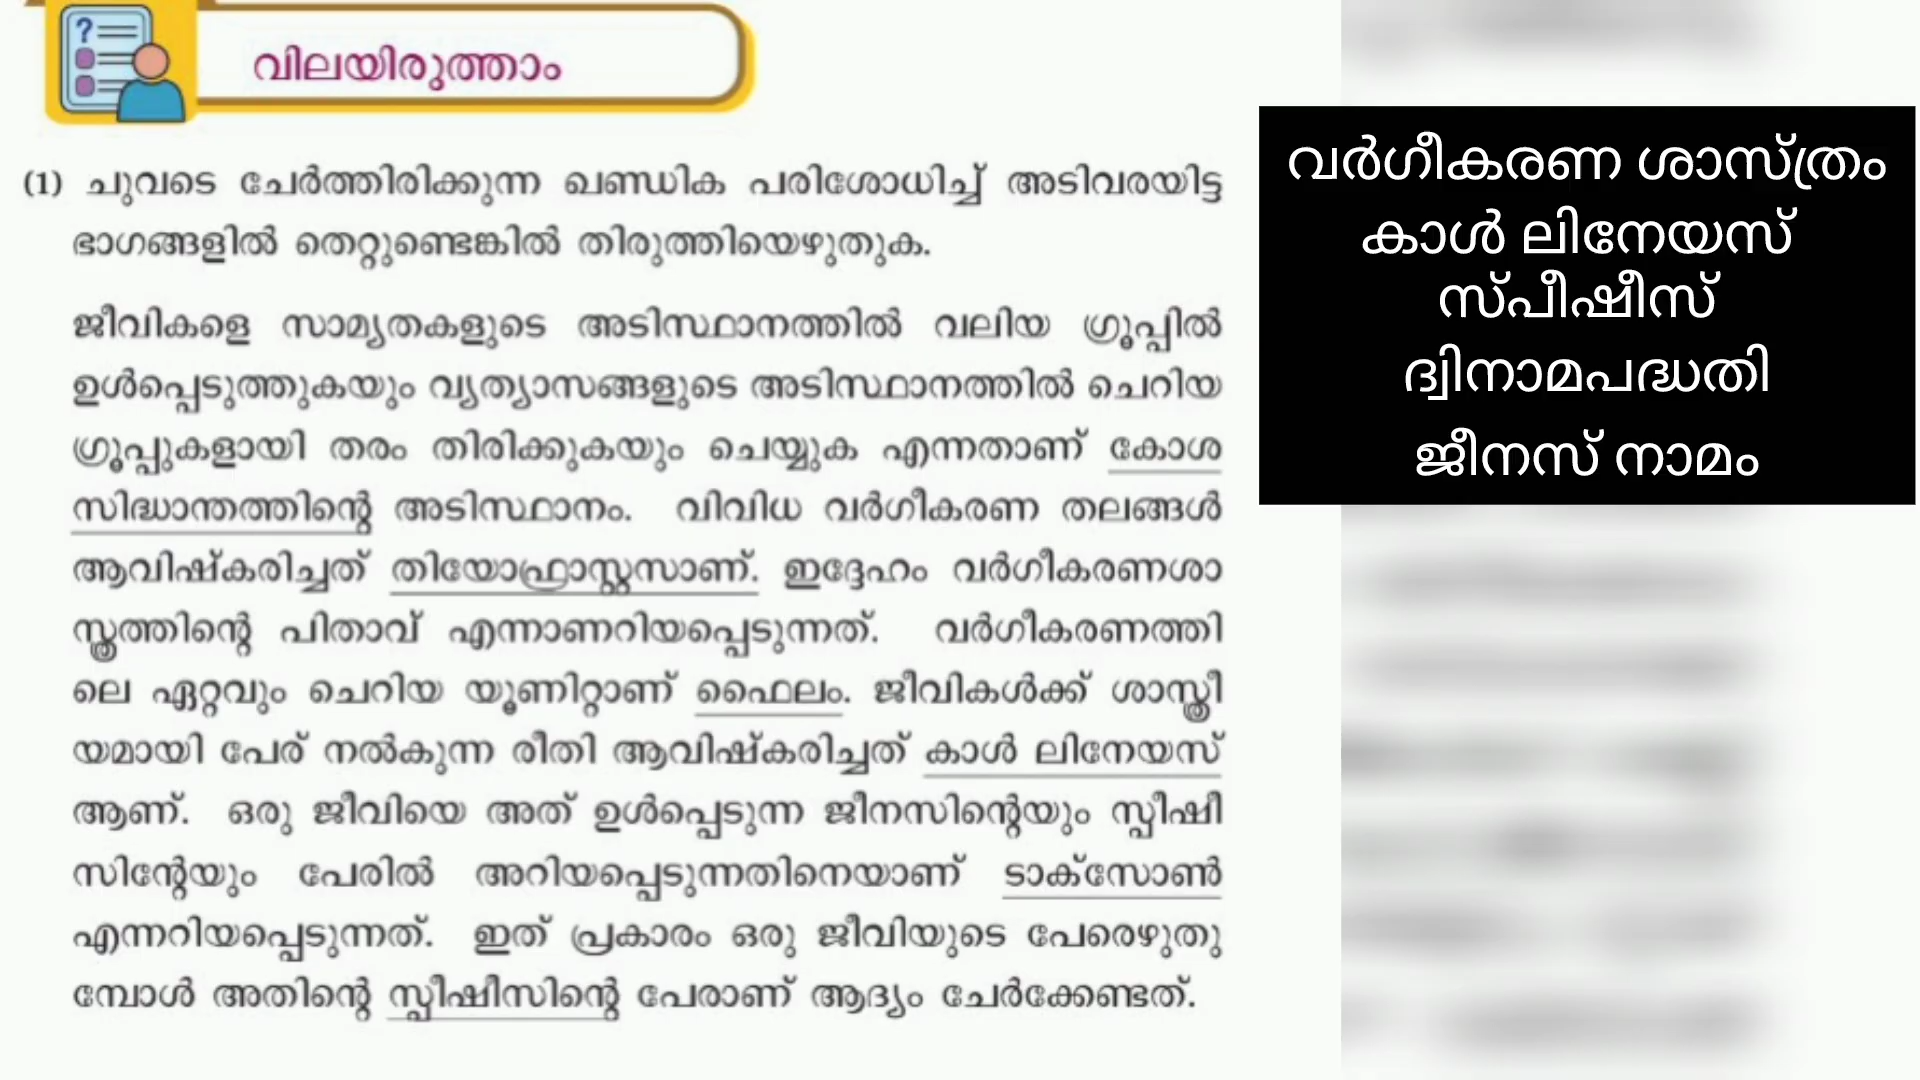 വിലയിരുത്താം
(1) ചുവടെ ചേർത്തിരിക്കുന്ന ഖണ്ഡിക പരിശോധിച്ച് അടിവരയിട്ട
ഭാഗങ്ങളിൽ തെറ്റുണ്ടെങ്കിൽ തിരുത്തിയെഴുതുക.
ജീവികളെ സാമ്യതകളുടെ അടിസ്ഥാനത്തിൽ വലിയ ഗ്രൂപ്പിൽ
ഉൾപ്പെടുത്തുകയും വ്യത്യാസങ്ങളുടെ അടിസ്ഥാനത്തിൽ ചെറിയ
ഗ്രൂപ്പുകളായി തരം തിരിക്കുകയും ചെയ്യുക എന്നതാണ് കോശ
സിദ്ധാന്തത്തിന്റെ അടിസ്ഥാനം. വിവിധ വർഗീകരണ തലങ്ങൾ
ആവിഷ്കരിച്ചത് തിയോഫ്രാസ്റ്റസാണ്. ഇദ്ദേഹം വർഗീകരണശാ
സ്ത്രത്തിന്റെ പിതാവ് എന്നാണറിയപ്പെടുന്നത്. വർഗീകരണത്തി
ലെ ഏറ്റവും ചെറിയ യൂണിറ്റാണ് ഫൈലം. ജീവികൾക്ക് ശാസ്ത്രീ
യമായി പേര് നൽകുന്ന രീതി ആവിഷ്കരിച്ചത് കാൾ ലിനേയസ്
ആണ്. ഒരു ജീവിയെ അത് ഉൾപ്പെടുന്ന ജീനസിന്റെയും സ്പീഷീ
സിന്റേയും പേരിൽ അറിയപ്പെടുന്നതിനെയാണ് ടാക്സോൺ
എന്നറിയപ്പെടുന്നത്. ഇത് പ്രകാരം ഒരു ജീവിയുടെ പേരെഴുതു
മ്പോൾ അതിന്റെ സ്പീഷീസിന്റെ പേരാണ് ആദ്യം ചേർക്കേണ്ടത്.
വർഗീകരണ ശാസ്ത്രം
കാൾ ലിനേയസ്
സ്പീഷീസ്
ദ്വിനാമപദ്ധതി
ജീനസ് നാമം